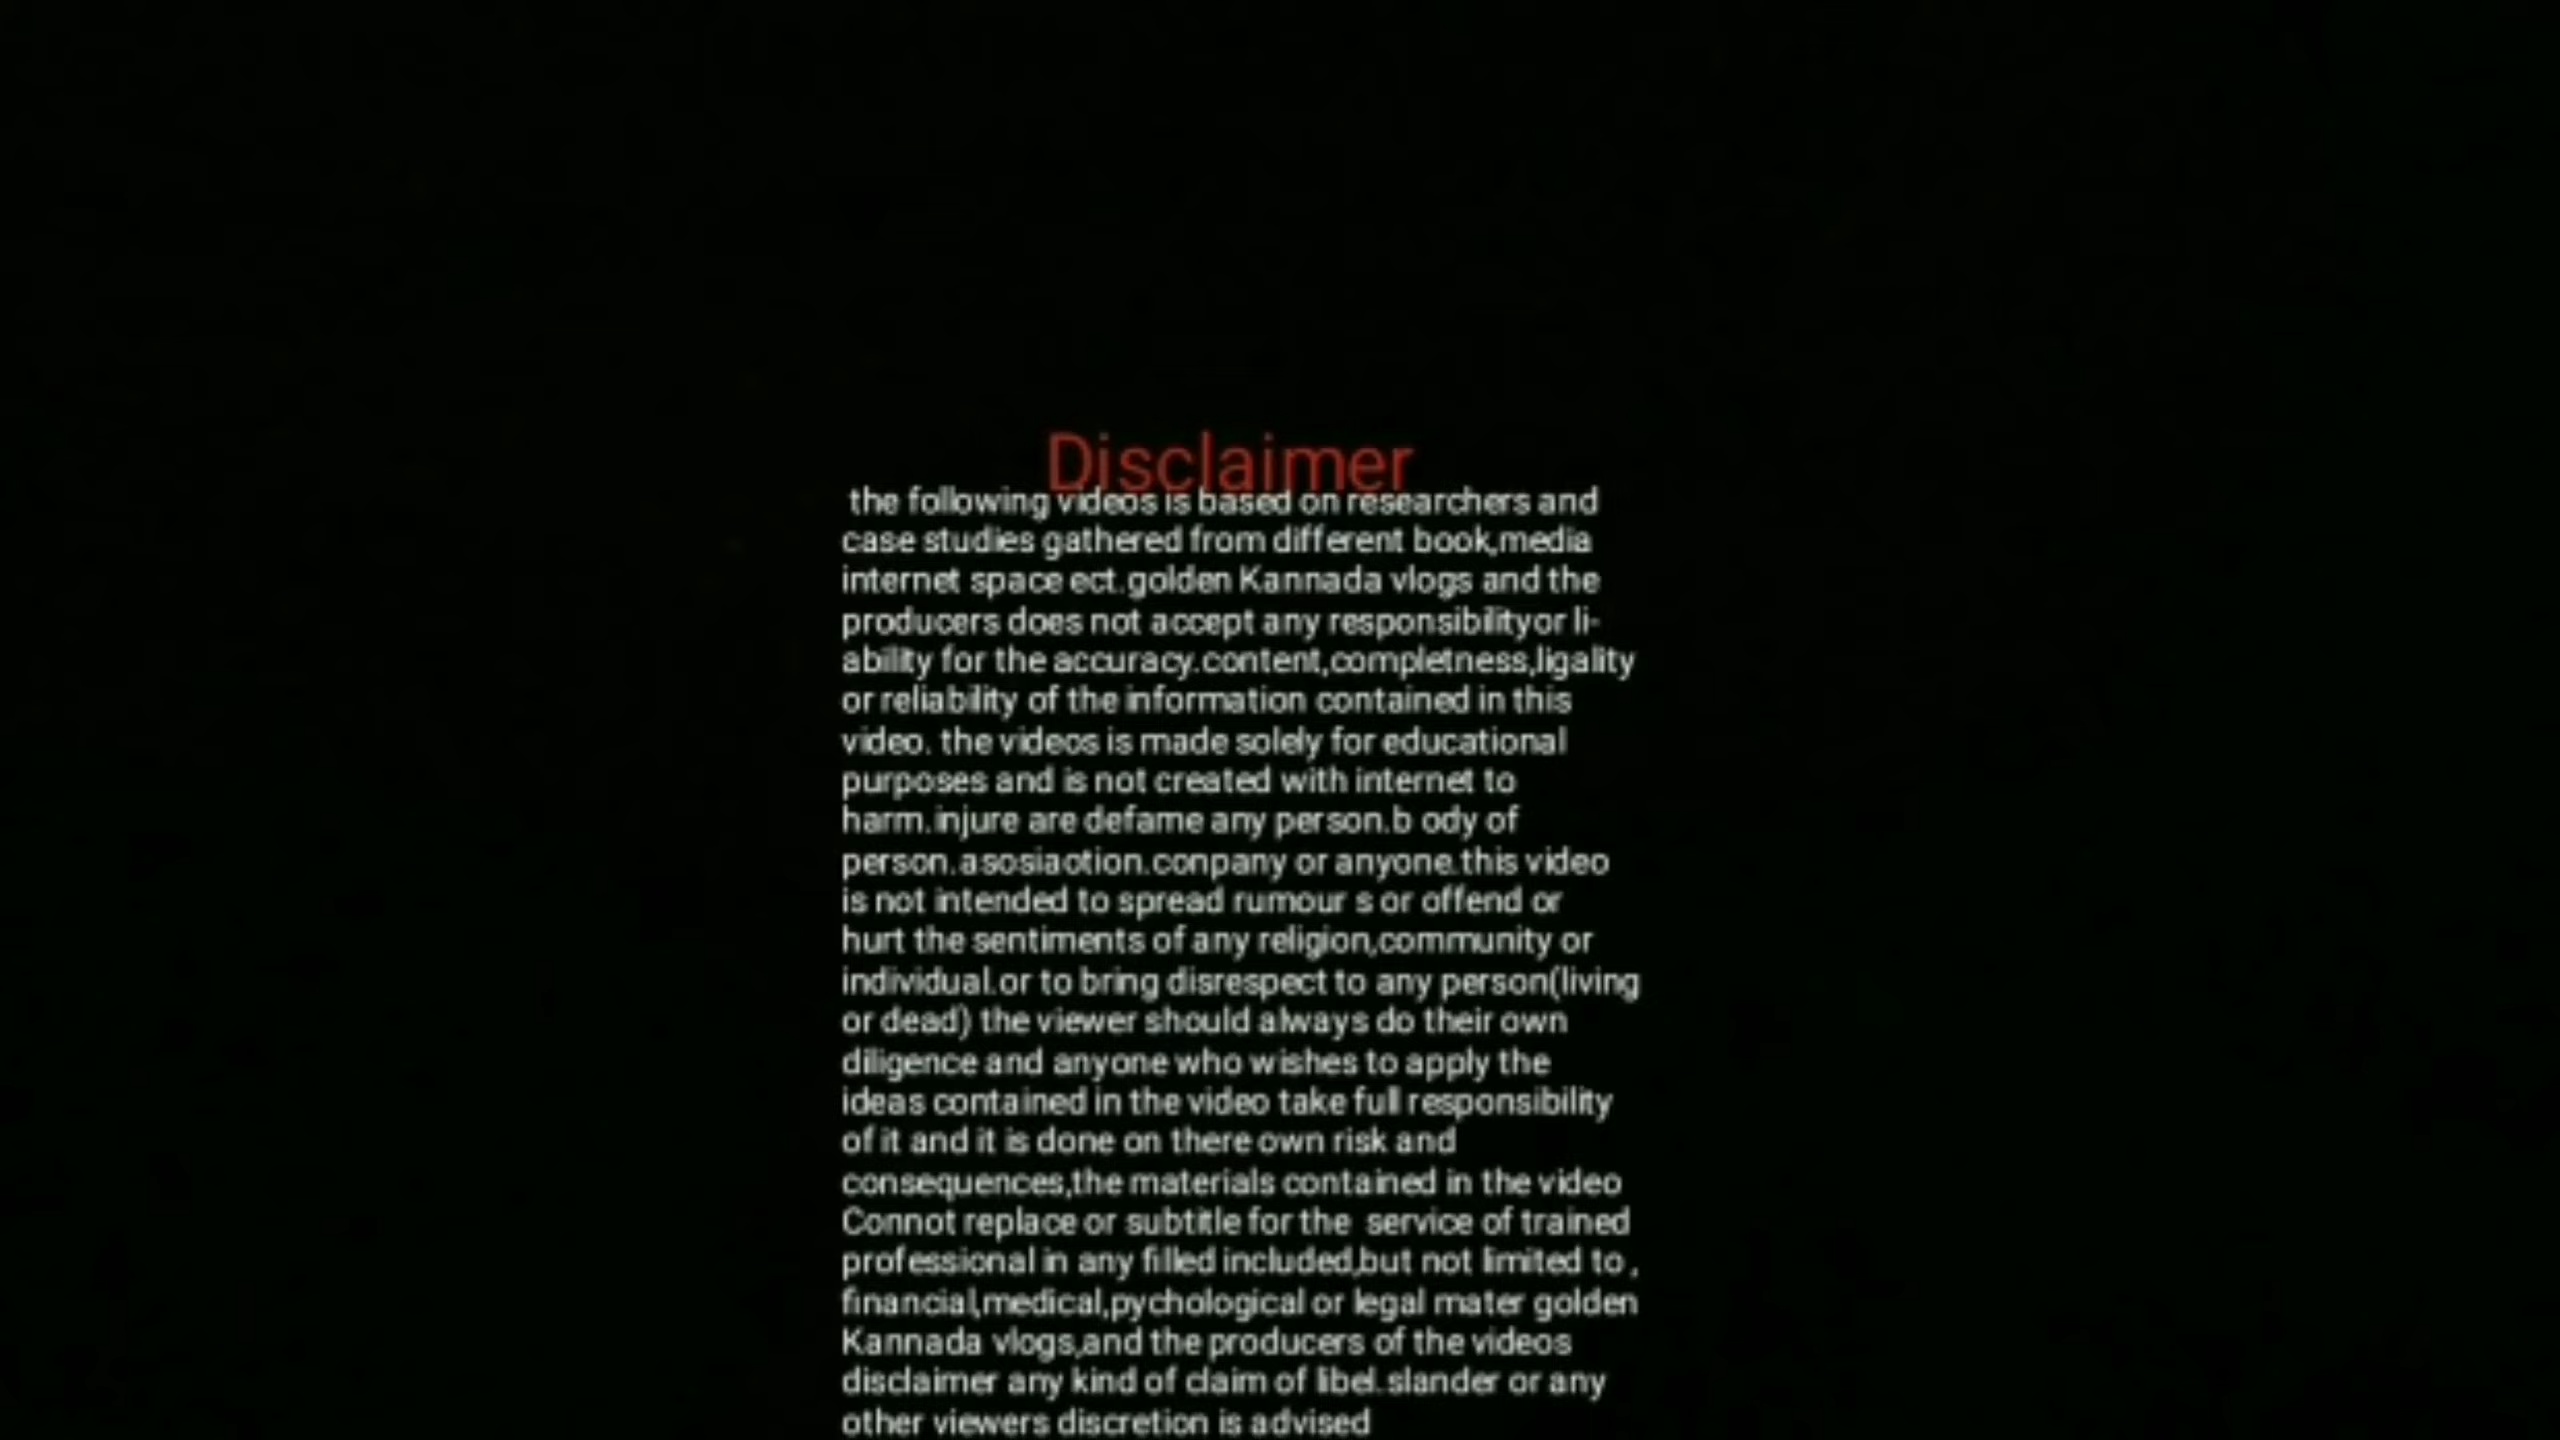 Disclaimer
the following videos is based on researchers and
case studies gathered from different book,media
internet space ect.golden Kannada vlogs and the
producers does not accept any responsibilityor li-
ability for the accuracy.content,completness,ligality
or reliability of the information contained in this
video. the videos is made solely for educational
purposes and is not created with internet to
harm.injure are defame any person.b ody of
person.asosiaotion.conpany or anyone.this video
is not intended to spread rumour s or offend or
hurt the sentiments of any religion,community or
individual.or to bring disrespect to any person(living
or dead) the viewer should always do their own
diligence and anyone who wishes to apply the
ideas contained in the video take full responsibility
of it and it is done on there own risk and
consequences,the materials contained in the video
Connot replace or subtitle for the  service of trained
professional in any filled included,but not limited to ,
financial,medical,pychological or legal mater golden
Kannada vlogs,and the producers of the videos
disclaimer any kind of claim of libel.slander or any
other viewers discretion is advised